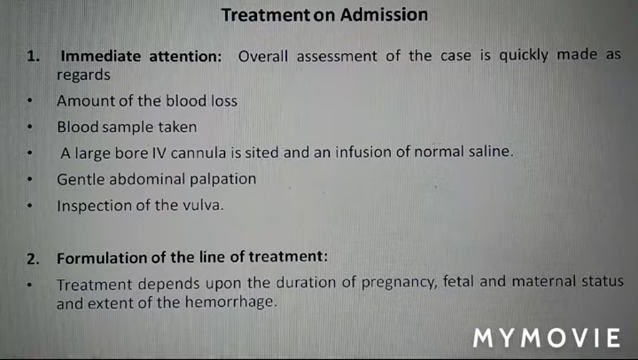 Treatment on Admission
1. Immediate attention: Overall assessment of the case is quickly made as
regards
• Amount of the blood loss
• Blood sample taken
• A large bore IV cannula is sited and an infusion of normal saline.
• Gentle abdominal palpation
• Inspection of the vulva.
2. Formulation of the line of treatment:
• Treatment depends upon the duration of pregnancy, fetal and maternal status
and extent of the hemorrhage.
MYMOVIE